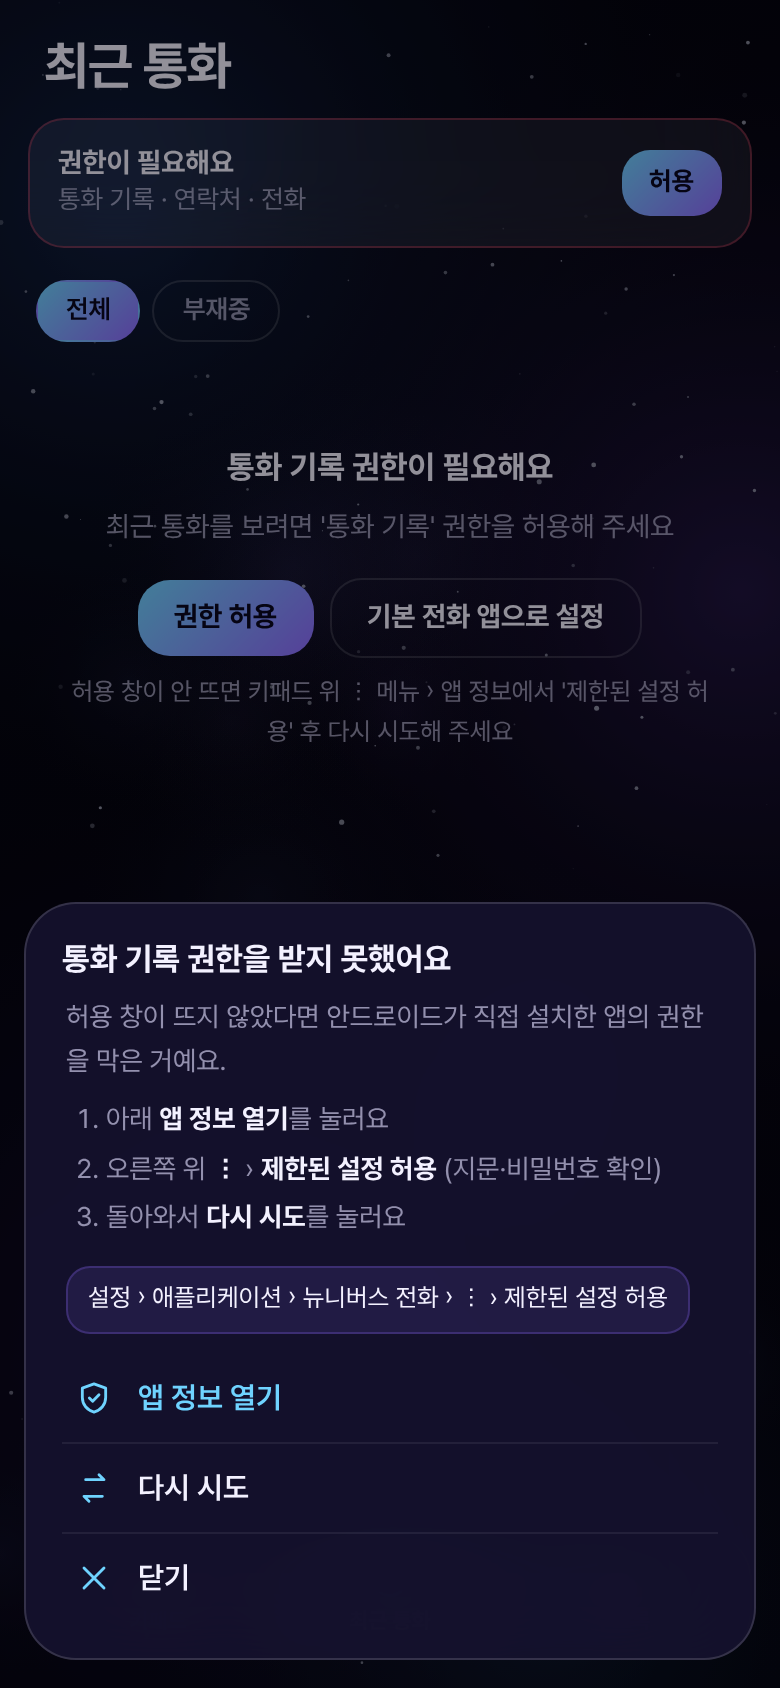 최근 통화
권한이 필요해요
통화 기록 · 연락처 · 전화
허용
전체
부재중
통화 기록 권한이 필요해요
최근 통화를 보려면 '통화 기록' 권한을 허용해 주세요
권한 허용
기본 전화 앱으로 설정
허용 창이 안 뜨면 키패드 위 ⋮ 메뉴 › 앱 정보에서 '제한된 설정 허
용' 후 다시 시도해 주세요
통화 기록 권한을 받지 못했어요
허용 창이 뜨지 않았다면 안드로이드가 직접 설치한 앱의 권한
을 막은 거예요.
1. 아래 앱 정보 열기를 눌러요
2. 오른쪽 위 ⋮ › 제한된 설정 허용 (지문·비밀번호 확인)
3. 돌아와서 다시 시도를 눌러요
설정 › 애플리케이션 › 뉴니버스 전화 › ⋮ › 제한된 설정 허용
앱 정보 열기
다시 시도
닫기